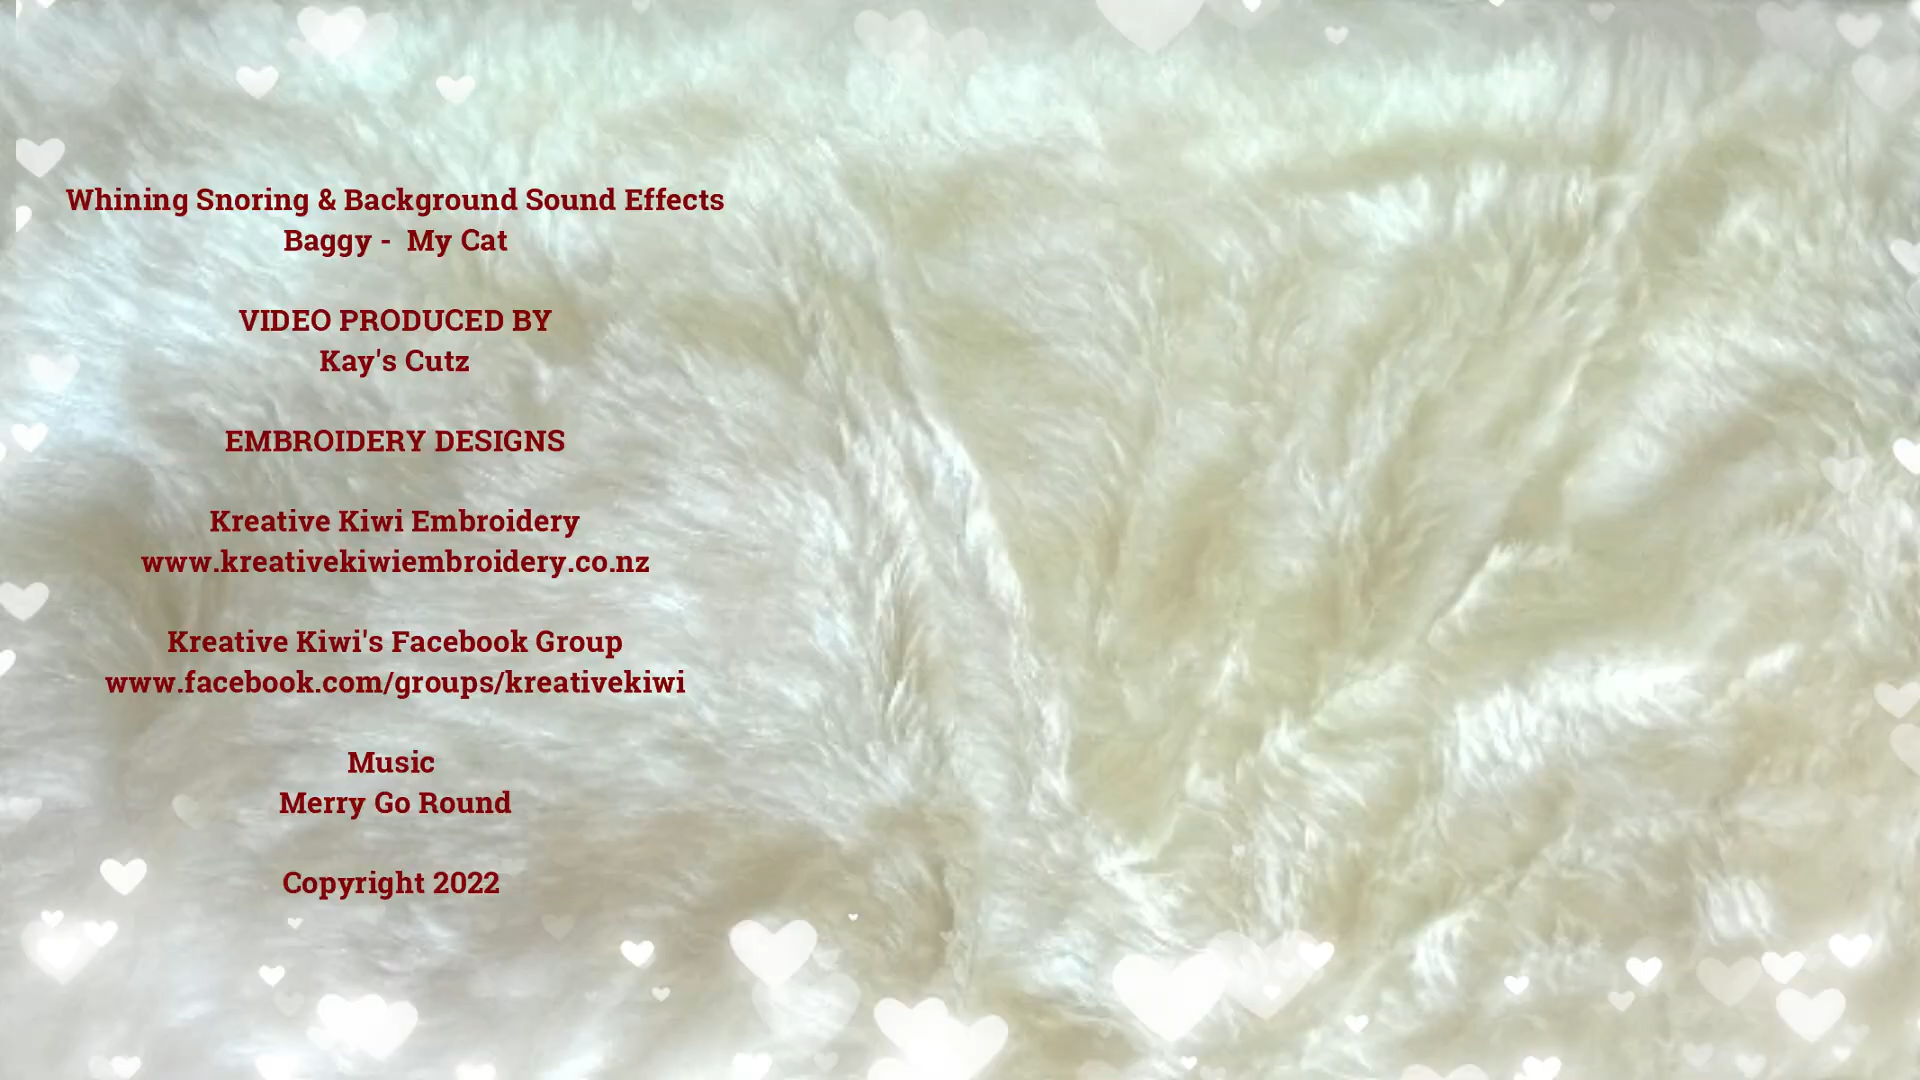 Whining Snoring & Background Sound Effects
Baggy - My Cat
VIDEO PRODUCED BY
Kay's Cutz
EMBROIDERY DESIGNS
Kreative Kiwi Embroidery
www.kreativekiwiembroidery.co.nz
Kreative Kiwi's Facebook Group
www.facebook.com/groups/kreativekiwi
Music
Merry Go Round
Copyright 2022